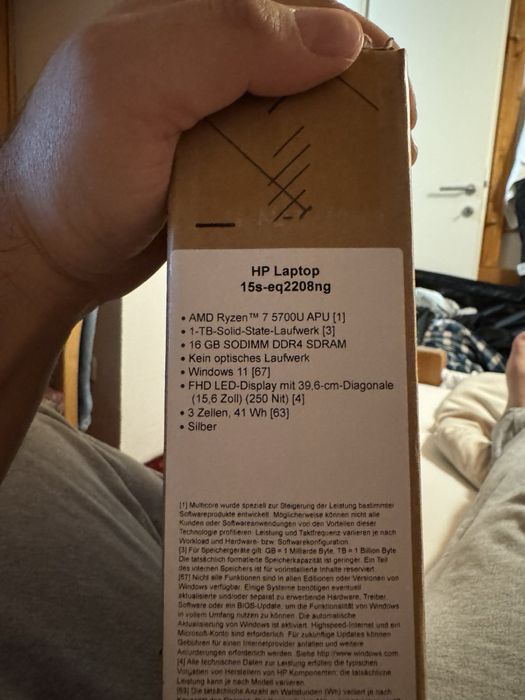 HP Laptop
15s-eq2208ng
• AMD Ryzen™ 7 5700U APU [1]
• 1-TB-Solid-State-Laufwerk [3]
• 16 GB SODIMM DDR4 SDRAM
• Kein optisches Laufwerk
• Windows 11 [67]
• FHD LED-Display mit 39,6-cm-Diagonale
(15,6 Zoll) (250 Nit) [4]
• 3 Zellen, 41 Wh [63]
• Silber
[1] Multicore wurde speziell zur Steigerung der Leistung bestimmter
Softwareprodukte entwickelt. Möglicherweise können nicht alle
Kunden oder Softwareanwendungen von den Vorteilen dieser
Technologie profitieren. Leistung und Taktfrequenz variieren je nach
Workload und Hardware- bzw. Softwarekonfiguration.
[3] Für Speichergeräte gilt: GB = 1 Milliarde Byte, TB = 1 Billion Byte.
Die tatsächlich formatierte Speicherkapazität ist geringer. Ein Teil
des internen Speichers ist für vorinstallierte Inhalte reserviert.
[67] Nicht alle Funktionen sind in allen Editionen oder Versionen von
Windows verfügbar. Einige Systeme benötigen eventuell
aktualisierte und/oder separat zu erwerbende Hardware, Treiber,
Software oder ein BIOS-Update, um die Funktionalität von Windows
in vollem Umfang nutzen zu können. Die automatische
Aktualisierung von Windows ist aktiviert. Highspeed-Internet und ein
Microsoft-Konto sind erforderlich. Für zukünftige Updates können
Gebühren für einen Internetprovider anfallen und weitere
Anforderungen erforderlich werden. Siehe http://www.windows.com.
[4] Alle technischen Daten zur Leistung erfüllen die typischen
Vorgaben von Herstellern von HP Komponenten; die tatsächliche
Leistung kann je nach Modell variieren.
[63] Die tatsächliche Anzahl an Wattstunden (Wh) variiert je nach